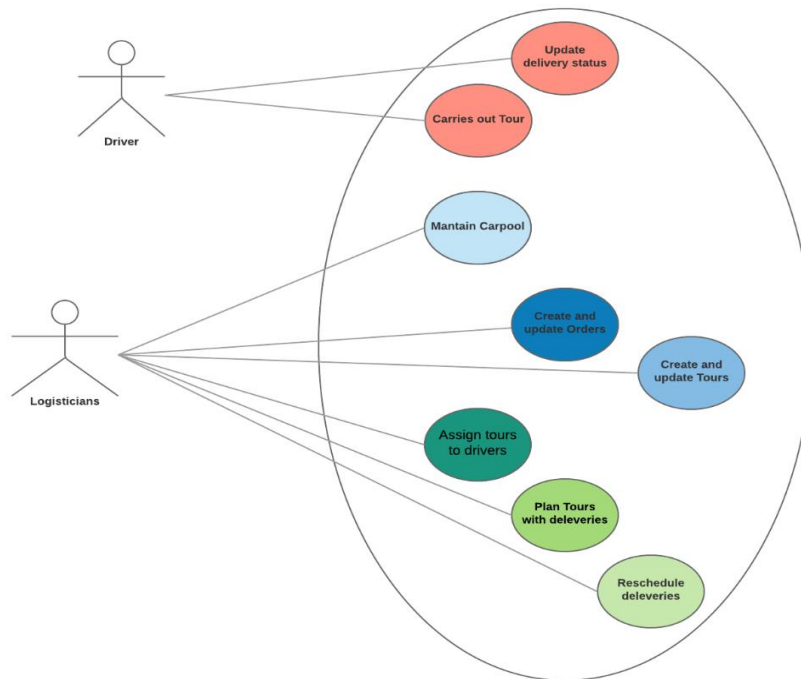 Update
delivery status
Carries out Tour
Driver
Mantain Carpool
Create and
update Orders
Create and
update Tours
Logisticians
Assign tours
to drivers
Plan Tours
with deleveries
Reschedule
deleveries